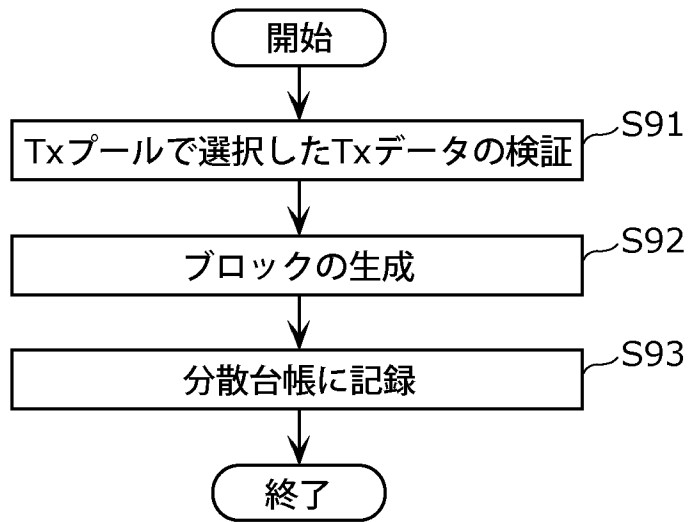 開始
Txプールで選択したTxデータの検証
S91
ブロックの生成
S92
分散台帳に記録
S93
終了